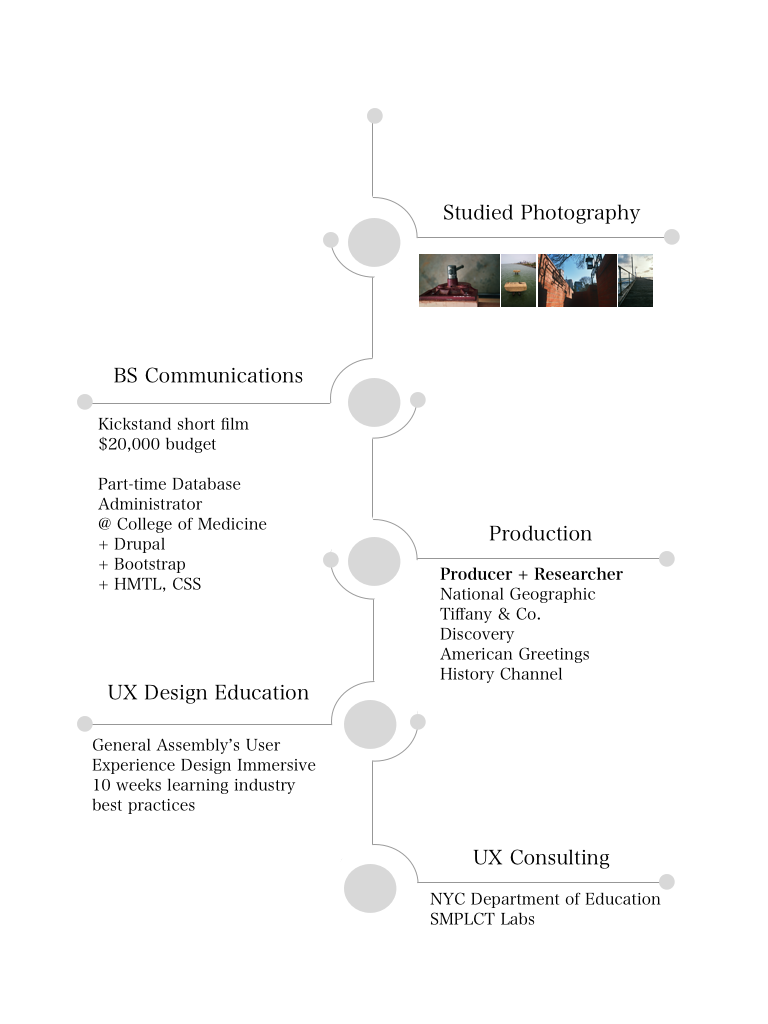 Studied Photography
BS Communications
Kickstand short film
$20,000 budget
Part-time Database
Administrator
@ College of Medicine
+ Drupal
+ Bootstrap
+ HMTL, CSS
Production
Producer + Researcher
National Geographic
Tiffany & Co.
Discovery
American Greetings
History Channel
UX Design Education
General Assembly’s User
Experience Design Immersive
10 weeks learning industry
best practices
UX Consulting
NYC Department of Education
SMPLCT Labs